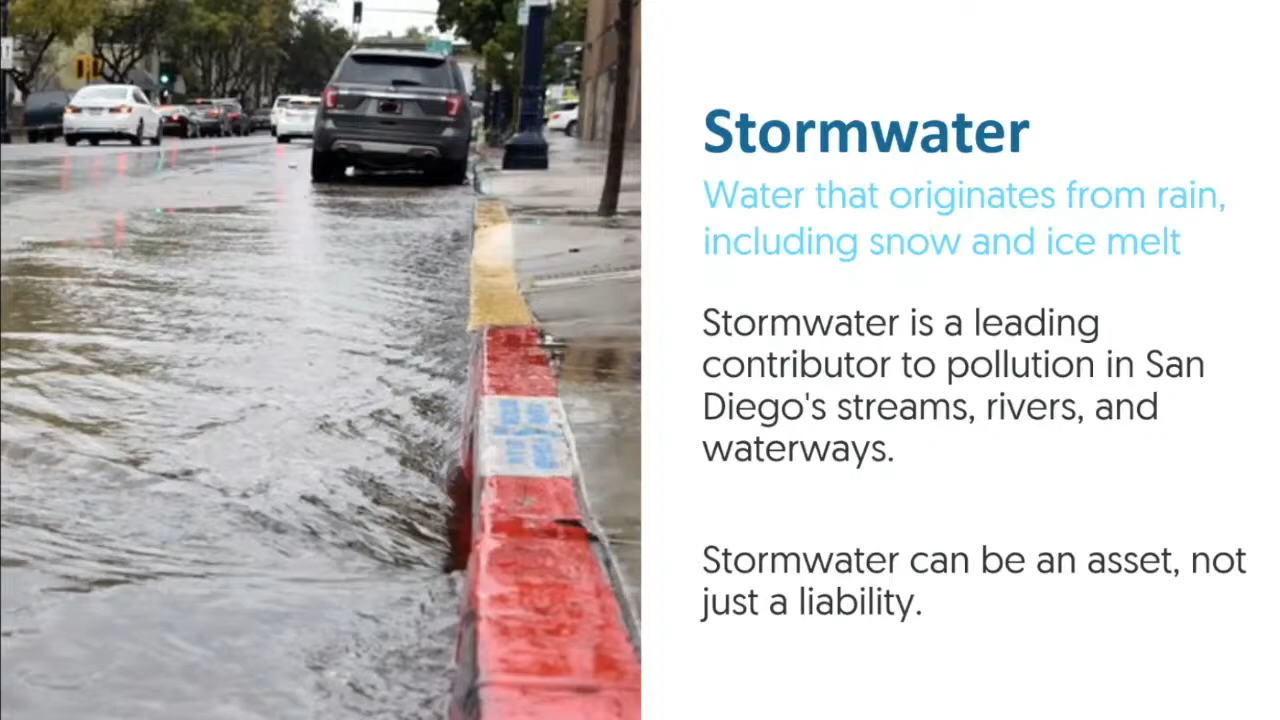 Stormwater
Water that originates from rain,
including snow and ice melt
Stormwater is a leading
contributor to pollution in San
Diego's streams, rivers, and
waterways.
Stormwater can be an asset, not
just a liability.